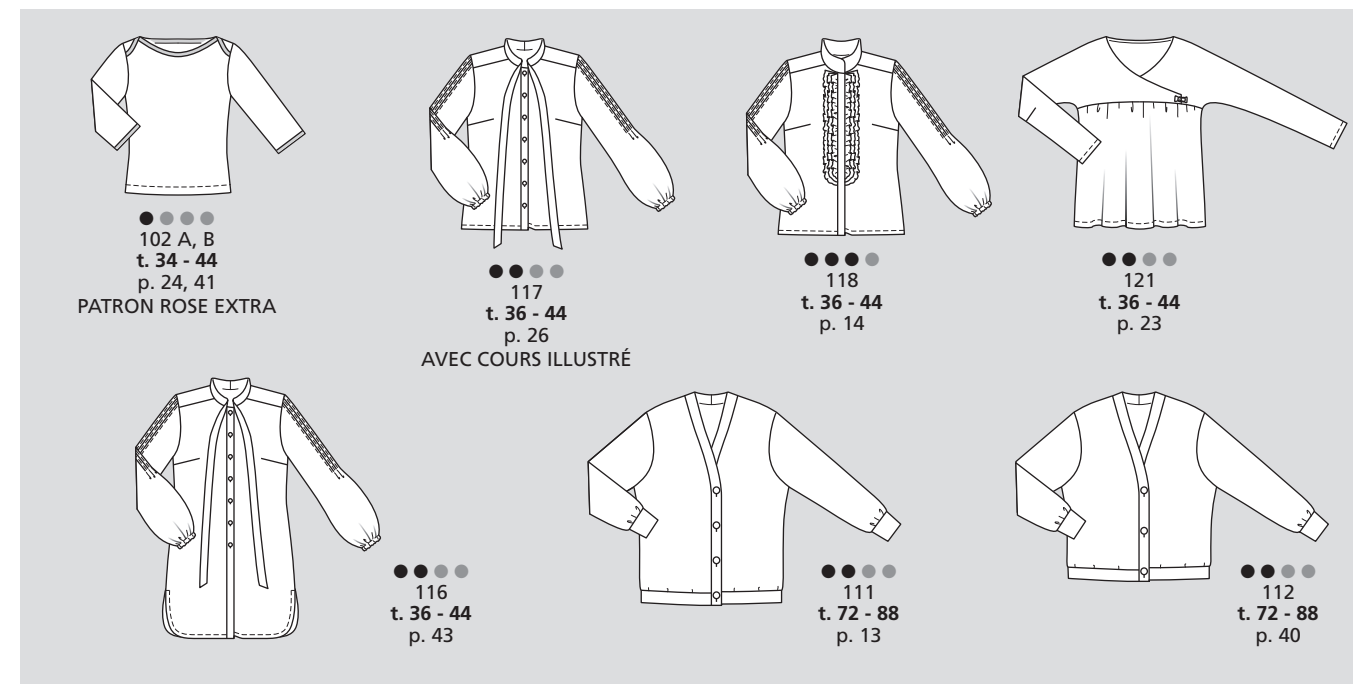 102 A, B
t. 34 - 44
p. 24, 41
PATRON ROSE EXTRA
117
t. 36 - 44
p. 26
AVEC COURS ILLUSTRÉ
118
t. 36 - 44
p. 14
121
t. 36 - 44
p. 23
116
t. 36 - 44
p. 43
111
t. 72 - 88
p. 13
112
t. 72 - 88
p. 40